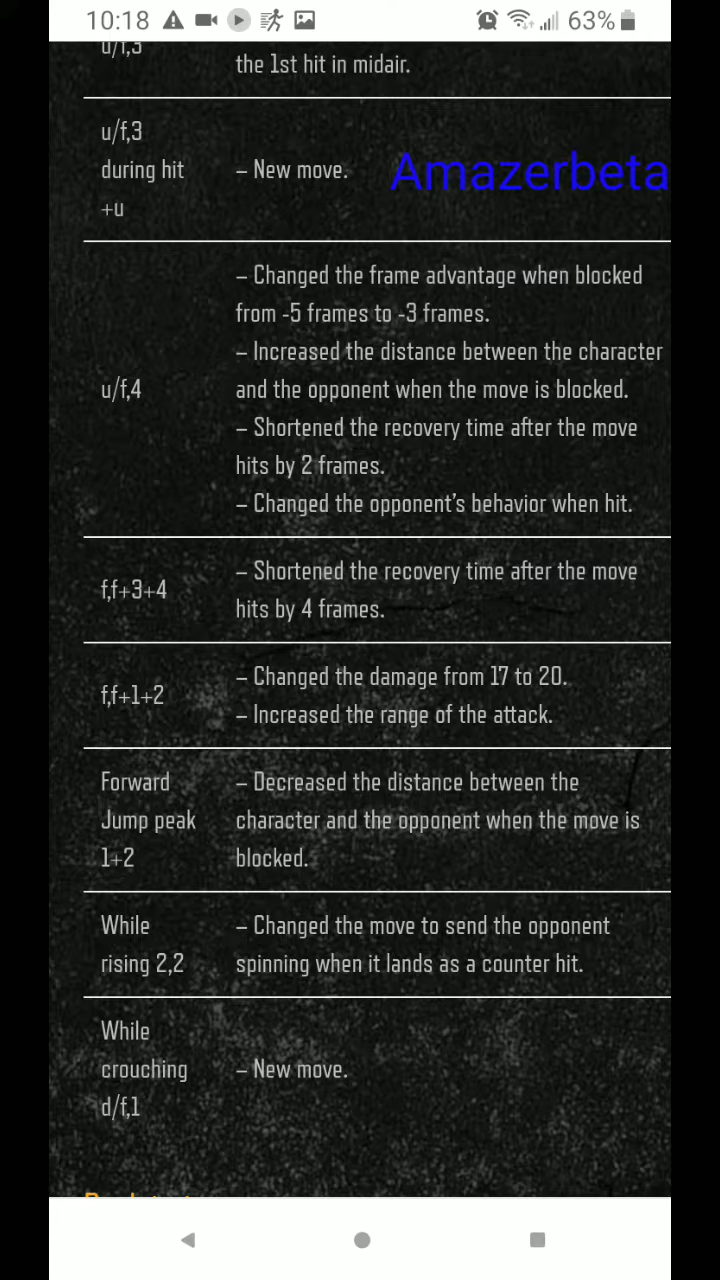 10:18
63%
u/f,3
the 1st hit in midair.
u/f,3
during hit
+u
– New move.
Amazerbeta
u/f,4
– Changed the frame advantage when blocked
from -5 frames to -3 frames.
– Increased the distance between the character
and the opponent when the move is blocked.
– Shortened the recovery time after the move
hits by 2 frames.
– Changed the opponent's behavior when hit.
f,f+3+4
– Shortened the recovery time after the move
hits by 4 frames.
f,f+1+2
– Changed the damage from 17 to 20.
– Increased the range of the attack.
Forward
Jump peak
1+2
– Decreased the distance between the
character and the opponent when the move is
blocked.
While
rising 2,2
– Changed the move to send the opponent
spinning when it lands as a counter hit.
While
crouching
d/f,1
– New move.